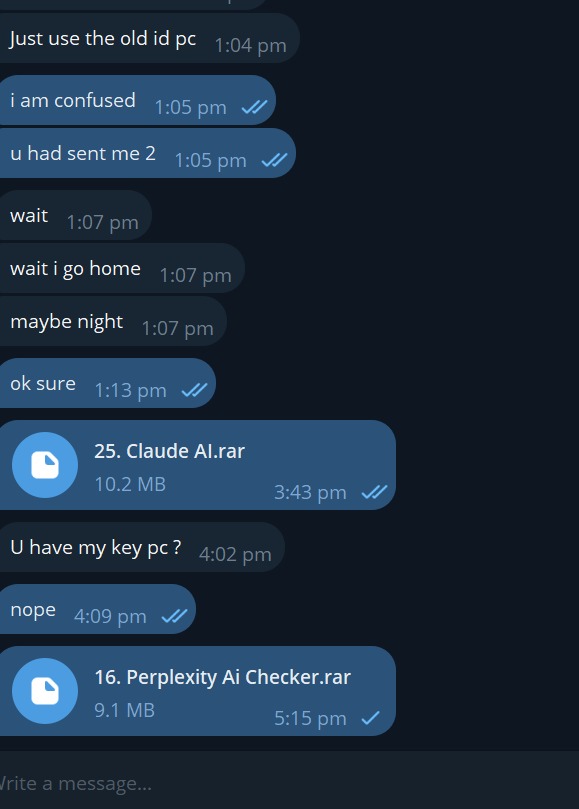 Just use the old id pc 1:04 pm
i am confused 1:05 pm
u had sent me 2 1:05 pm
wait 1:07 pm
wait i go home 1:07 pm
maybe night 1:07 pm
ok sure 1:13 pm
25. Claude AI.rar
10.2 MB 3:43 pm
U have my key pc ? 4:02 pm
nope 4:09 pm
16. Perplexity Ai Checker.rar
9.1 MB 5:15 pm
Write a message...